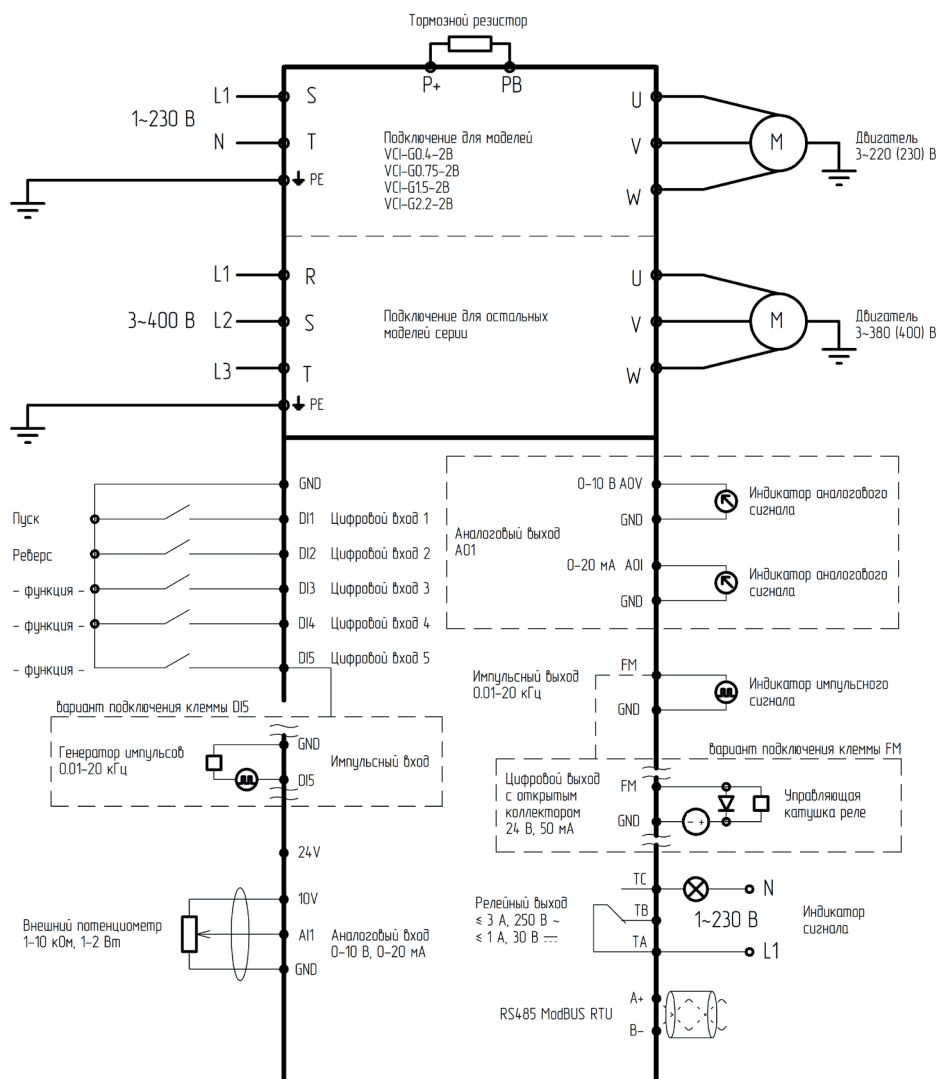 Тормозной резистор
P+
PB
L1
S
1~230 В
N
T
PE
Подключение для моделей
VCI-G0.4-2B
VCI-G0.75-2B
VCI-G1.5-2B
VCI-G2.2-2B
U
V
W
M
Двигатель
3~220 (230) В
L1
R
3~400 В
L2
S
L3
T
PE
Подключение для остальных
моделей серии
U
V
W
M
Двигатель
3~380 (400) В
GND
Пуск
DI1 Цифровой вход 1
Реверс
DI2 Цифровой вход 2
- функция -
DI3 Цифровой вход 3
- функция -
DI4 Цифровой вход 4
- функция -
DI5 Цифровой вход 5
вариант подключения клеммы DI5
Генератор импульсов
0.01-20 кГц
GND
Импульсный вход
DI5
24V
10V
Внешний потенциометр
1-10 кОм, 1-2 Вт
AI1
Аналоговый вход
0-10 В, 0-20 мА
GND
Аналоговый выход
AO1
0-10 В AOV
GND
Индикатор аналогового
сигнала
0-20 мА AOI
GND
Индикатор аналогового
сигнала
Импульсный выход
0.01-20 кГц
FM
GND
Индикатор импульсного
сигнала
вариант подключения клеммы FM
Цифровой выход
с открытым
коллектором
24 В, 50 мА
FM
GND
- +
Управляющая
катушка реле
Релейный выход
≤ 3 А, 250 В ~
≤ 1 А, 30 В ⎓
TC
TB
TA
N
1~230 В
L1
Индикатор
сигнала
RS485 ModBUS RTU
A+
B-